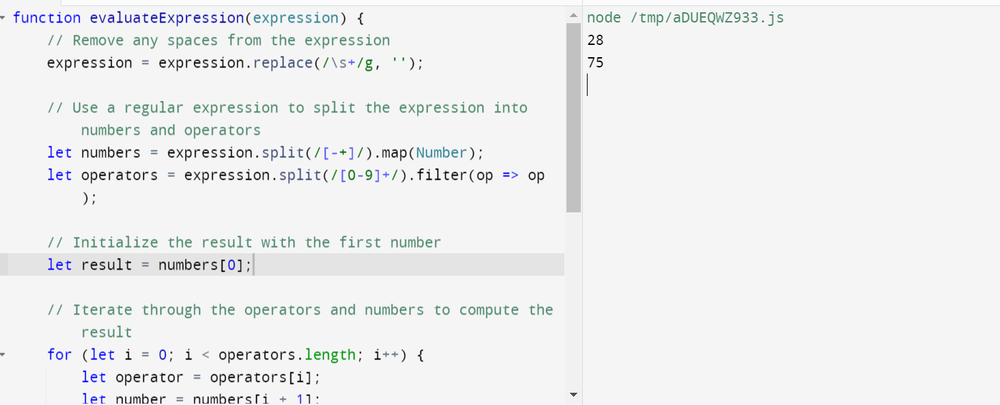 function evaluateExpression(expression) {
// Remove any spaces from the expression
expression = expression.replace(/\s+/g, '');
// Use a regular expression to split the expression into
numbers and operators
let numbers = expression.split(/[-+]/).map(Number);
let operators = expression.split(/[0-9]+/).filter(op => op
);
// Initialize the result with the first number
let result = numbers[0];
// Iterate through the operators and numbers to compute the
result
for (let i = 0; i < operators.length; i++) {
let operator = operators[i];
let number = numbers[i + 1];
node /tmp/aDUEQWZ933.js
28
75